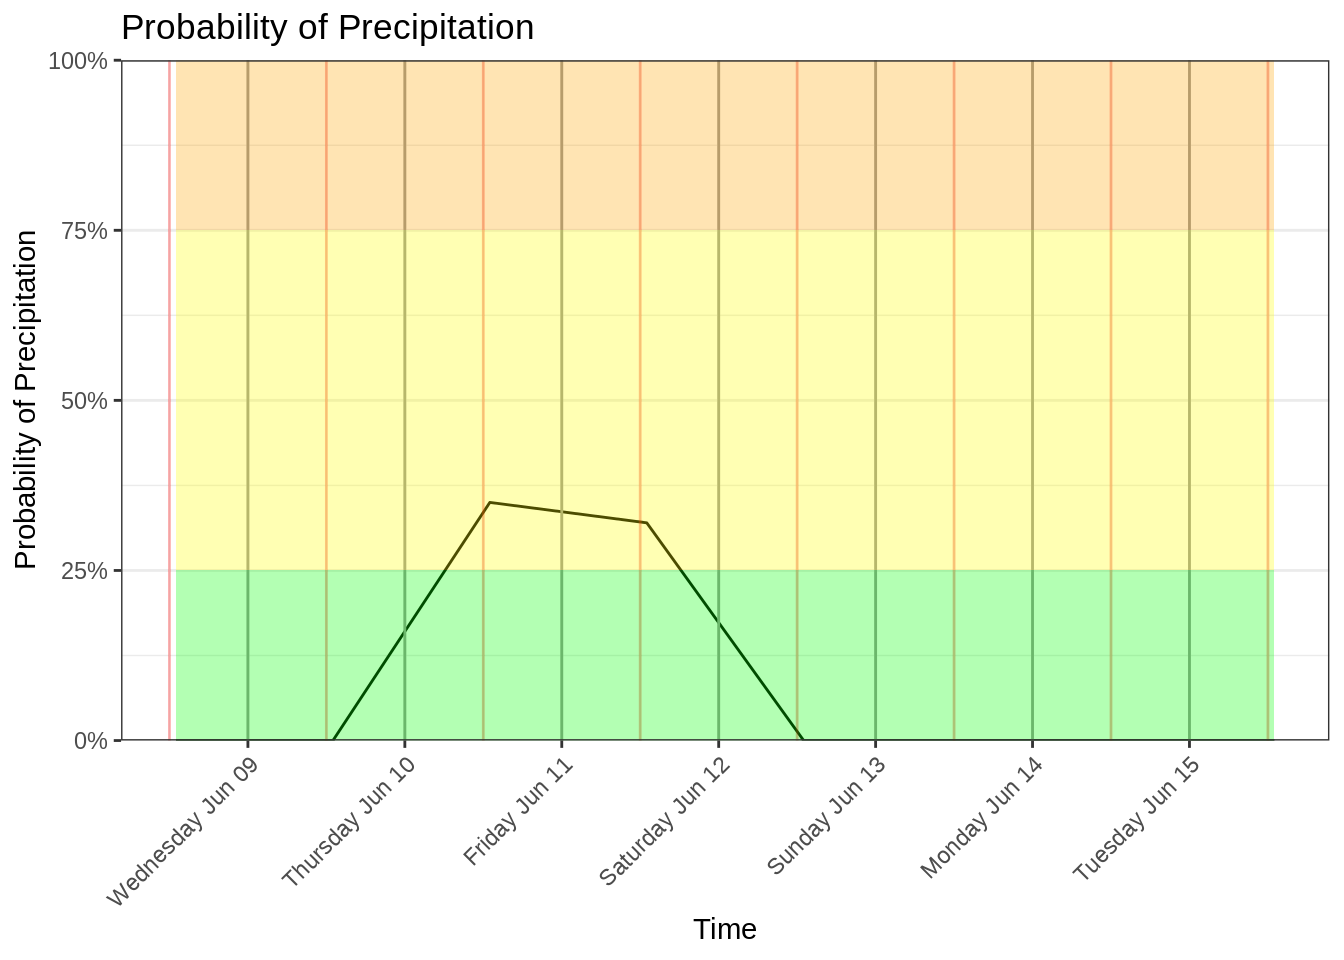 Probability of Precipitation
Probability of Precipitation
100%
75%
50%
25%
0%
Wednesday Jun 09
Thursday Jun 10
Friday Jun 11
Saturday Jun 12
Sunday Jun 13
Monday Jun 14
Tuesday Jun 15
Time